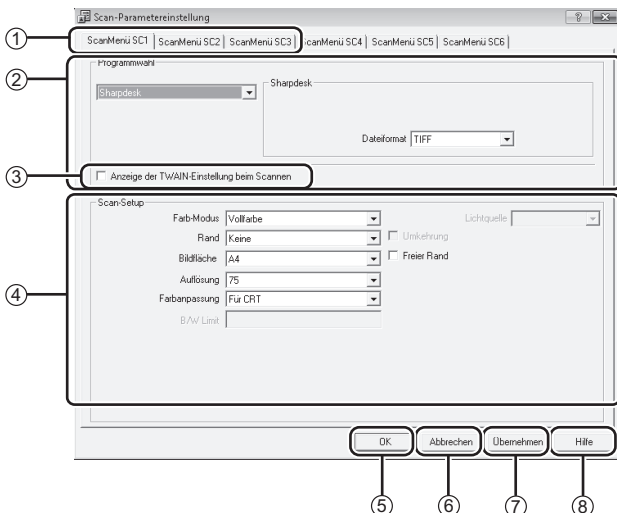 Scan-Parametereinstellung
① ScanMenü SC1 ScanMenü SC2 ScanMenü SC3 ScanMenü SC4 ScanMenü SC5 ScanMenü SC6
② Programmwahl
Sharpdesk Sharpdesk
Dateiformat TIFF
③ Anzeige der TWAIN-Einstellung beim Scannen
Scan-Setup
Farb-Modus Vollfarbe Lichtquelle
Rand Keine Umkehrung
Bildfläche A4 Freier Rand
Auflösung 75
④ Farbanpassung Für CRT
B/W Limit
OK Abbrechen Übernehmen Hilfe
⑤ ⑥ ⑦ ⑧